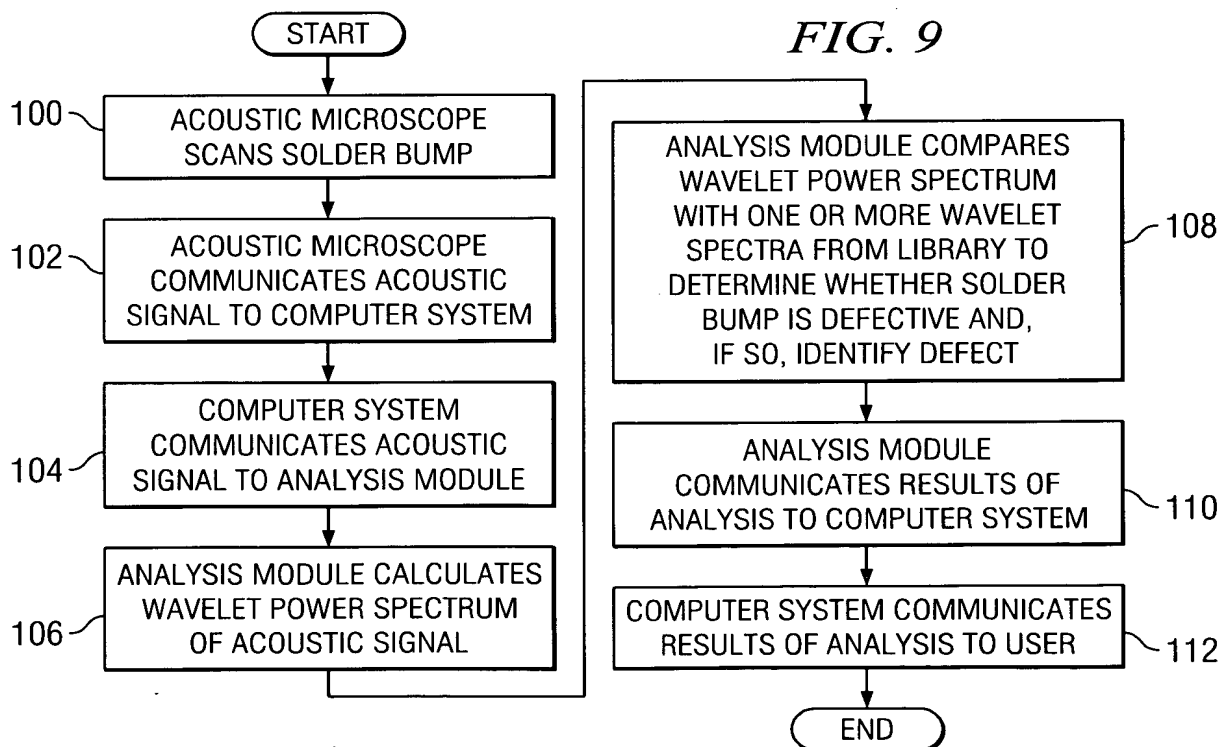 START
FIG. 9
100
ACOUSTIC MICROSCOPE
SCANS SOLDER BUMP
102
ACOUSTIC MICROSCOPE
COMMUNICATES ACOUSTIC
SIGNAL TO COMPUTER SYSTEM
104
COMPUTER SYSTEM
COMMUNICATES ACOUSTIC
SIGNAL TO ANALYSIS MODULE
106
ANALYSIS MODULE CALCULATES
WAVELET POWER SPECTRUM
OF ACOUSTIC SIGNAL
ANALYSIS MODULE COMPARES
WAVELET POWER SPECTRUM
WITH ONE OR MORE WAVELET
SPECTRA FROM LIBRARY TO
DETERMINE WHETHER SOLDER
BUMP IS DEFECTIVE AND,
IF SO, IDENTIFY DEFECT
108
ANALYSIS MODULE
COMMUNICATES RESULTS OF
ANALYSIS TO COMPUTER SYSTEM
110
COMPUTER SYSTEM COMMUNICATES
RESULTS OF ANALYSIS TO USER
112
END